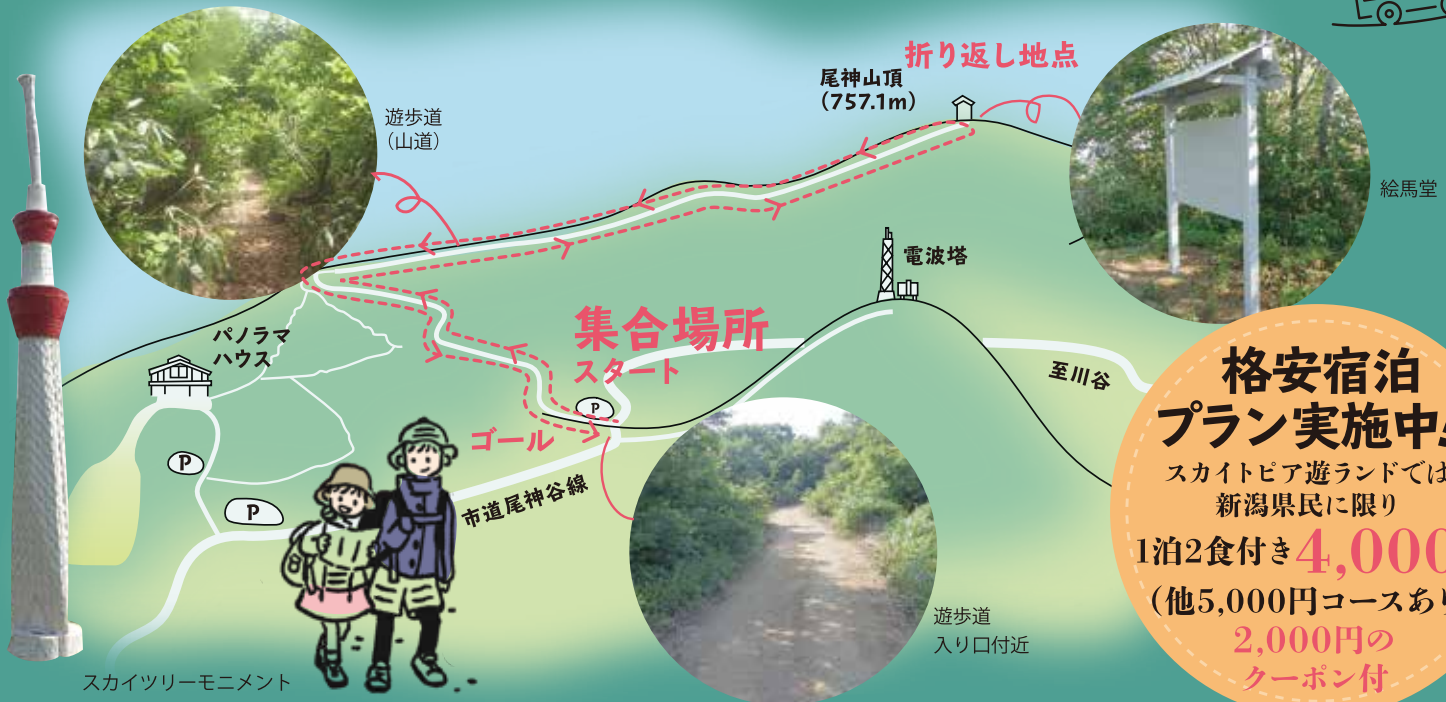 折り返し地点
尾神山頂
（757.1m）
遊歩道
（山道）
絵馬堂
電波塔
パノラマ
ハウス
集合場所
スタート
P
ゴール
至川谷
P
P
市道尾神谷線
遊歩道
入り口付近
スカイツリーモニメント
格安宿泊
プラン実施中
スカイトピア遊ランドでは
新潟県民に限り
1泊2食付き4,000
（他5,000円コースあり
2,000円の
クーポン付